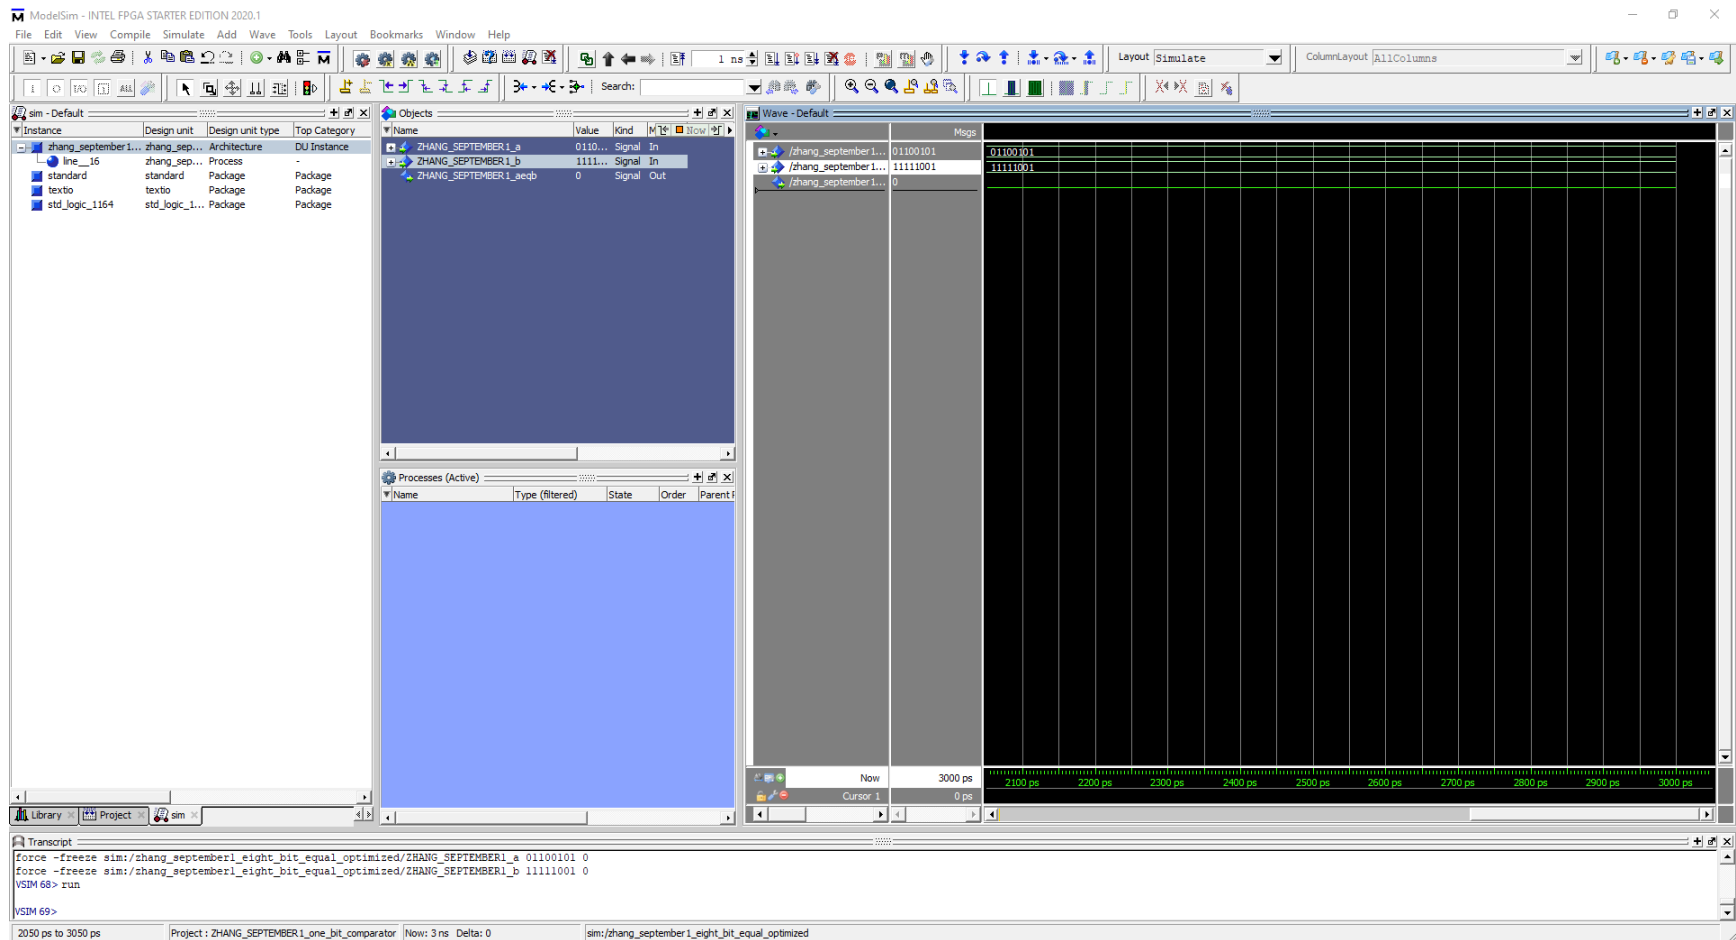 ModelSim - INTEL FPGA STARTER EDITION 2020.1
File Edit View Compile Simulate Add Wave Tools Layout Bookmarks Window Help
1 ns
Layout Simulate
ColumnLayout AllColumns
Search:
sim - Default
Instance Design unit Design unit type Top Category
zhang_september1... zhang_sep... Architecture DU Instance
line__16 zhang_sep... Process -
standard standard Package Package
textio textio Package Package
std_logic_1164 std_logic_1... Package Package
Library Project sim
Objects
Name Value Kind M Now
ZHANG_SEPTEMBER1_a 0110... Signal In
ZHANG_SEPTEMBER1_b 1111... Signal In
ZHANG_SEPTEMBER1_aeqb 0 Signal Out
Processes (Active)
Name Type (filtered) State Order Parent P
Wave - Default
Msgs
/zhang_september1... 01100101 01100101
/zhang_september1... 11111001 11111001
/zhang_september1... 0
Now 3000 ps
Cursor 1 0 ps
2100 ps 2200 ps 2300 ps 2400 ps 2500 ps 2600 ps 2700 ps 2800 ps 2900 ps 3000 ps
Transcript
force -freeze sim:/zhang_september1_eight_bit_equal_optimized/ZHANG_SEPTEMBER1_a 01100101 0
force -freeze sim:/zhang_september1_eight_bit_equal_optimized/ZHANG_SEPTEMBER1_b 11111001 0
VSIM 68> run
VSIM 69>
2050 ps to 3050 ps Project : ZHANG_SEPTEMBER1_one_bit_comparator Now: 3 ns Delta: 0 sim:/zhang_september1_eight_bit_equal_optimized